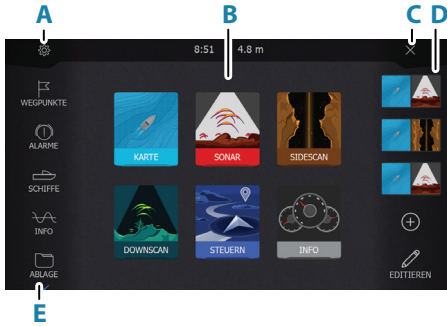 A B C D
8:51 4.8 m
WEGPUNKTE
ALARME
SCHIFFE
INFO
ABLAGE
KARTE SONAR SIDESCAN
DOWNSCAN STEUERN INFO
EDITIEREN
E